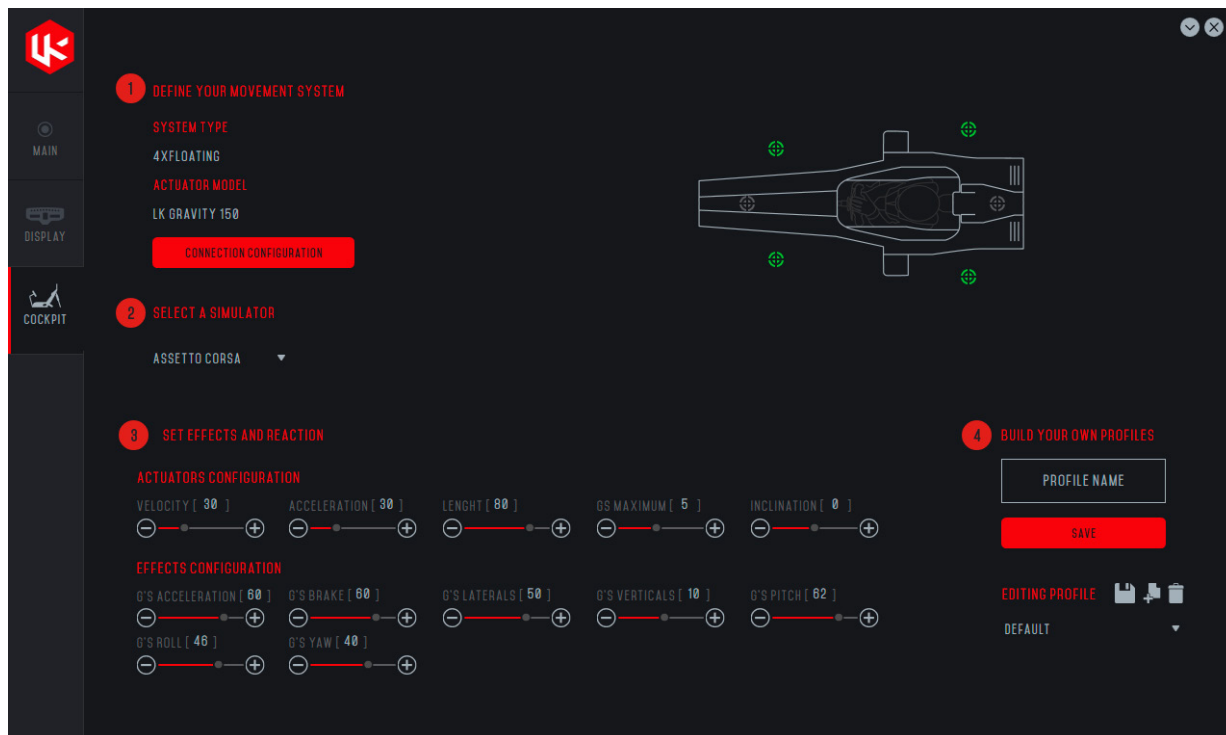 LK
1 DEFINE YOUR MOVEMENT SYSTEM
SYSTEM TYPE
4XFLOATING
ACTUATOR MODEL
LK GRAVITY 150
CONNECTION CONFIGURATION
MAIN
DISPLAY
COCKPIT
2 SELECT A SIMULATOR
ASSETTO CORSA
3 SET EFFECTS AND REACTION
ACTUATORS CONFIGURATION
VELOCITY [ 30 ] ACCELERATION [ 30 ] LENGHT [ 80 ] GS MAXIMUM [ 5 ] INCLINATION [ 0 ]
EFFECTS CONFIGURATION
G'S ACCELERATION [ 60 ] G'S BRAKE [ 60 ] G'S LATERALS [ 50 ] G'S VERTICALS [ 10 ] G'S PITCH [ 62 ]
G'S ROLL [ 46 ] G'S YAW [ 40 ]
4 BUILD YOUR OWN PROFILES
PROFILE NAME
SAVE
EDITING PROFILE
DEFAULT